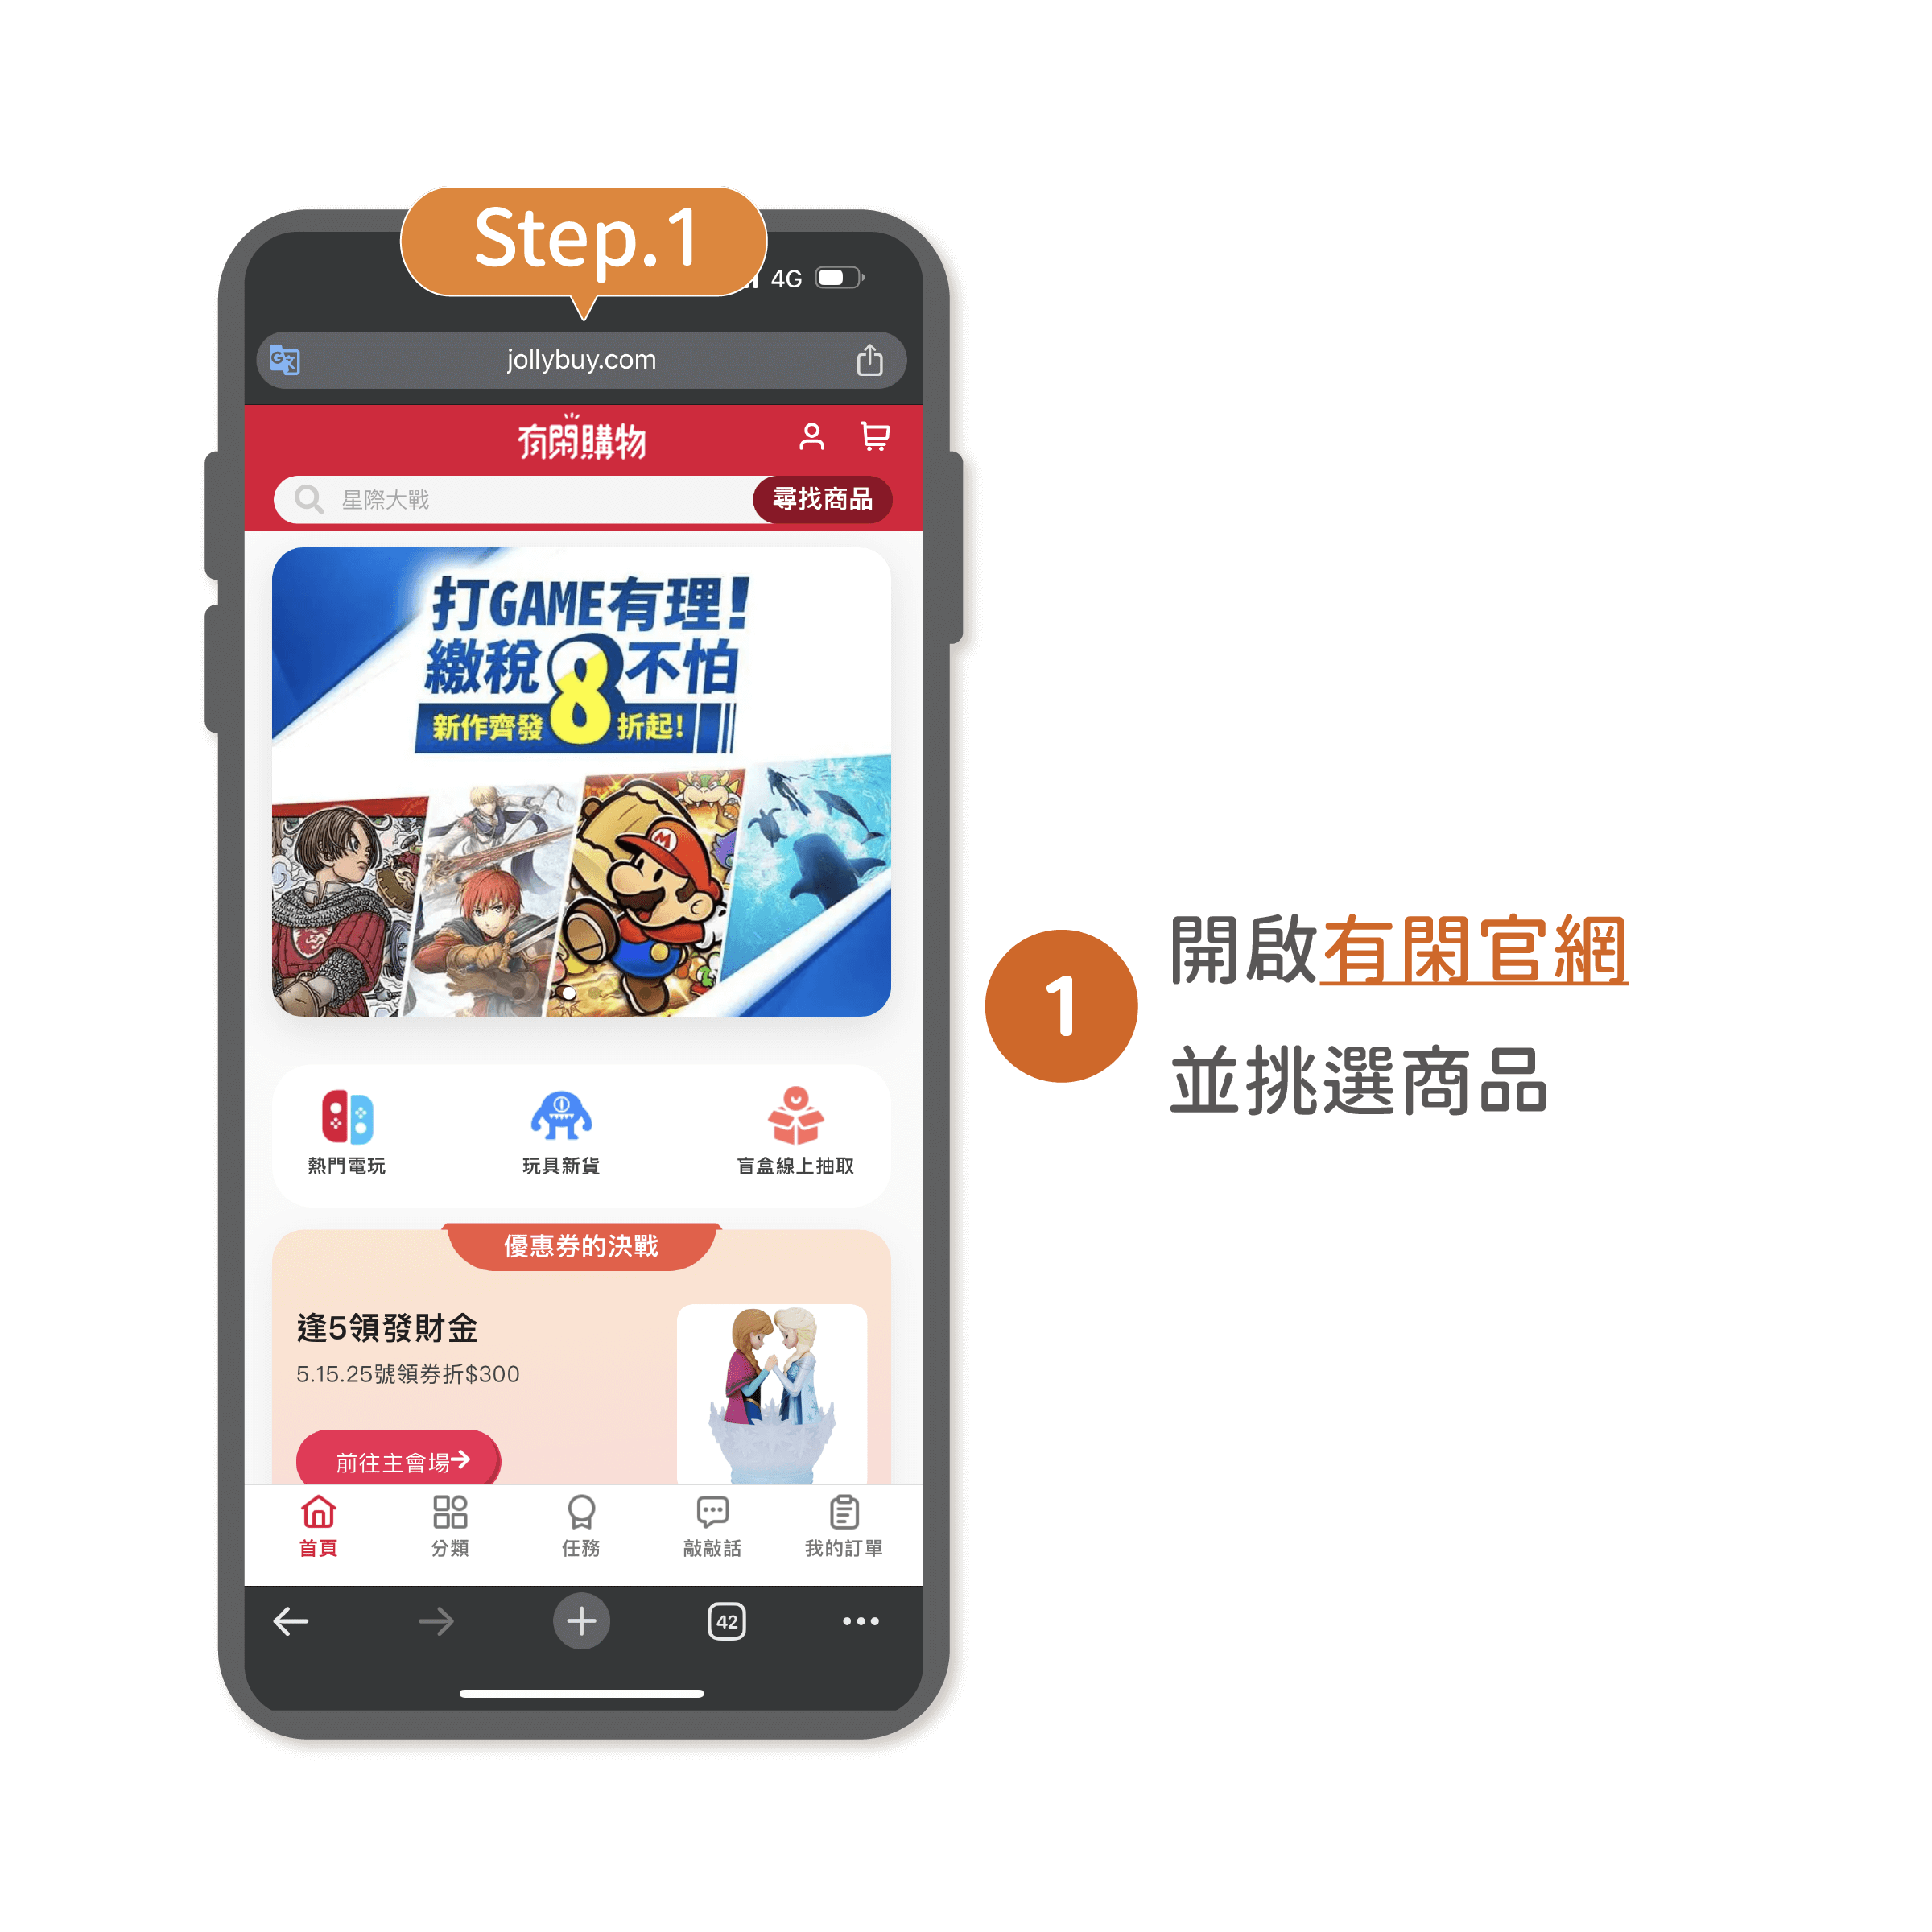 Step.1
4G
jollybuy.com
有閑購物
星際大戰
尋找商品
打GAME有理!
繳稅8不怕
新作齊發8折起!
熱門電玩
玩具新貨
盲盒線上抽取
優惠券的決戰
逢5領發財金
5.15.25號領券折$300
前往主會場→
首頁
分類
任務
敲敲話
我的訂單
42
1
開啟有閑官網
並挑選商品